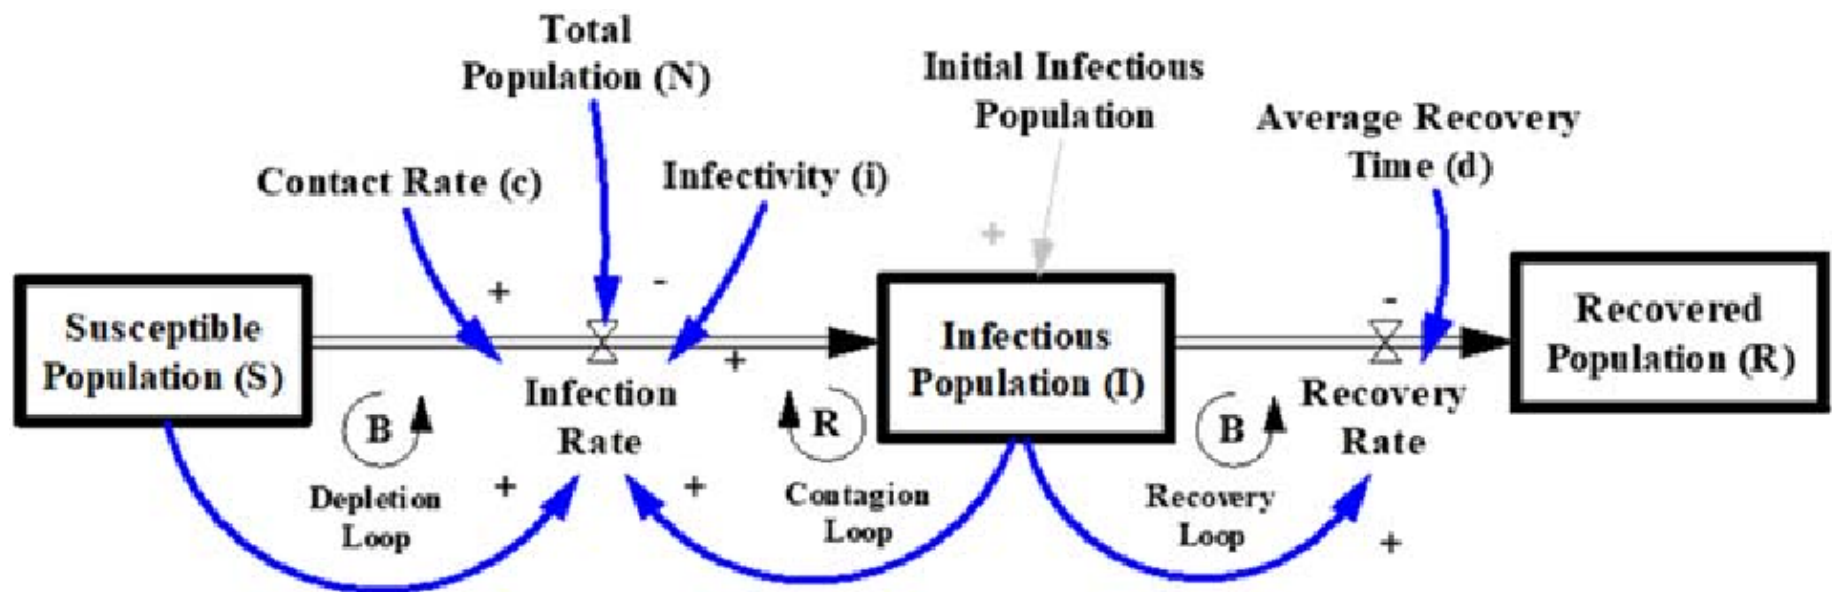 Total
Population (N)
Initial Infectious
Population
Average Recovery
Time (d)
Contact Rate (c)
Infectivity (i)
+
+
-
-
Susceptible
Population (S)
Infectious
Population (I)
Recovered
Population (R)
+
Infection
Rate
Recovery
Rate
B
R
B
Depletion
Loop
+
+
Contagion
Loop
Recovery
Loop
+